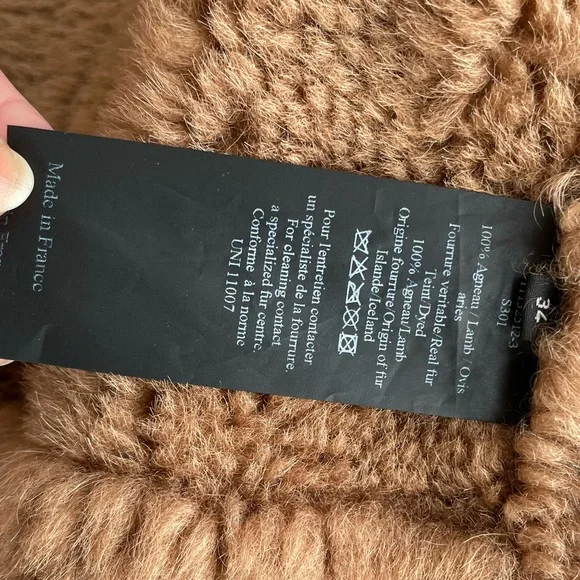 34
S3G1
100% Agneau / Lamb / Ovis
aries
Fourrure veritable/Real fur
Teint/Dyed
100% Agneau/Lamb
Origine fourrure/Origin of fur
Islande/Iceland
Pour l'entretien contacter
un spécialiste de la fourrure.
For cleaning contact
a specialized fur centre.
Conforme à la norme
UNI 11007
Made in France